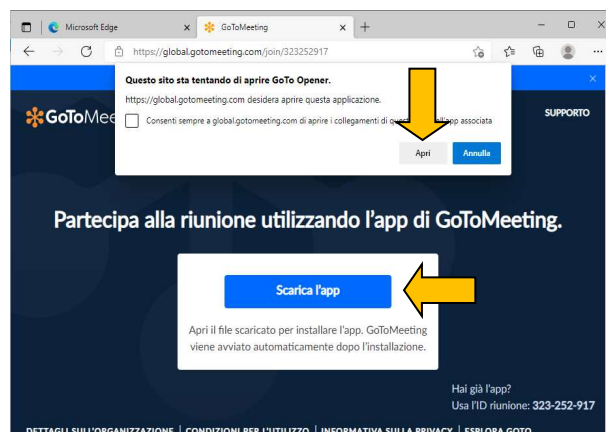 Microsoft Edge
GoToMeeting
https://global.gotomeeting.com/join/323252917
Questo sito sta tentando di aprire GoTo Opener.
https://global.gotomeeting.com desidera aprire questa applicazione.
Consenti sempre a global.gotomeeting.com di aprire i collegamenti di app associata
Apri
Annulla
GoToMee
SUPPORTO
Partecipa alla riunione utilizzando l'app di GoToMeeting.
Scarica l'app
Apri il file scaricato per installare l'app. GoToMeeting
viene avviato automaticamente dopo l'installazione.
Hai già l'app?
Usa l'ID riunione: 323-252-917
DETTAGLI SULL'ORGANIZZAZIONE | CONDIZIONI PER L'UTILIZZO | INFORMATIVA SULLA PRIVACY | ESPLORA GOTO